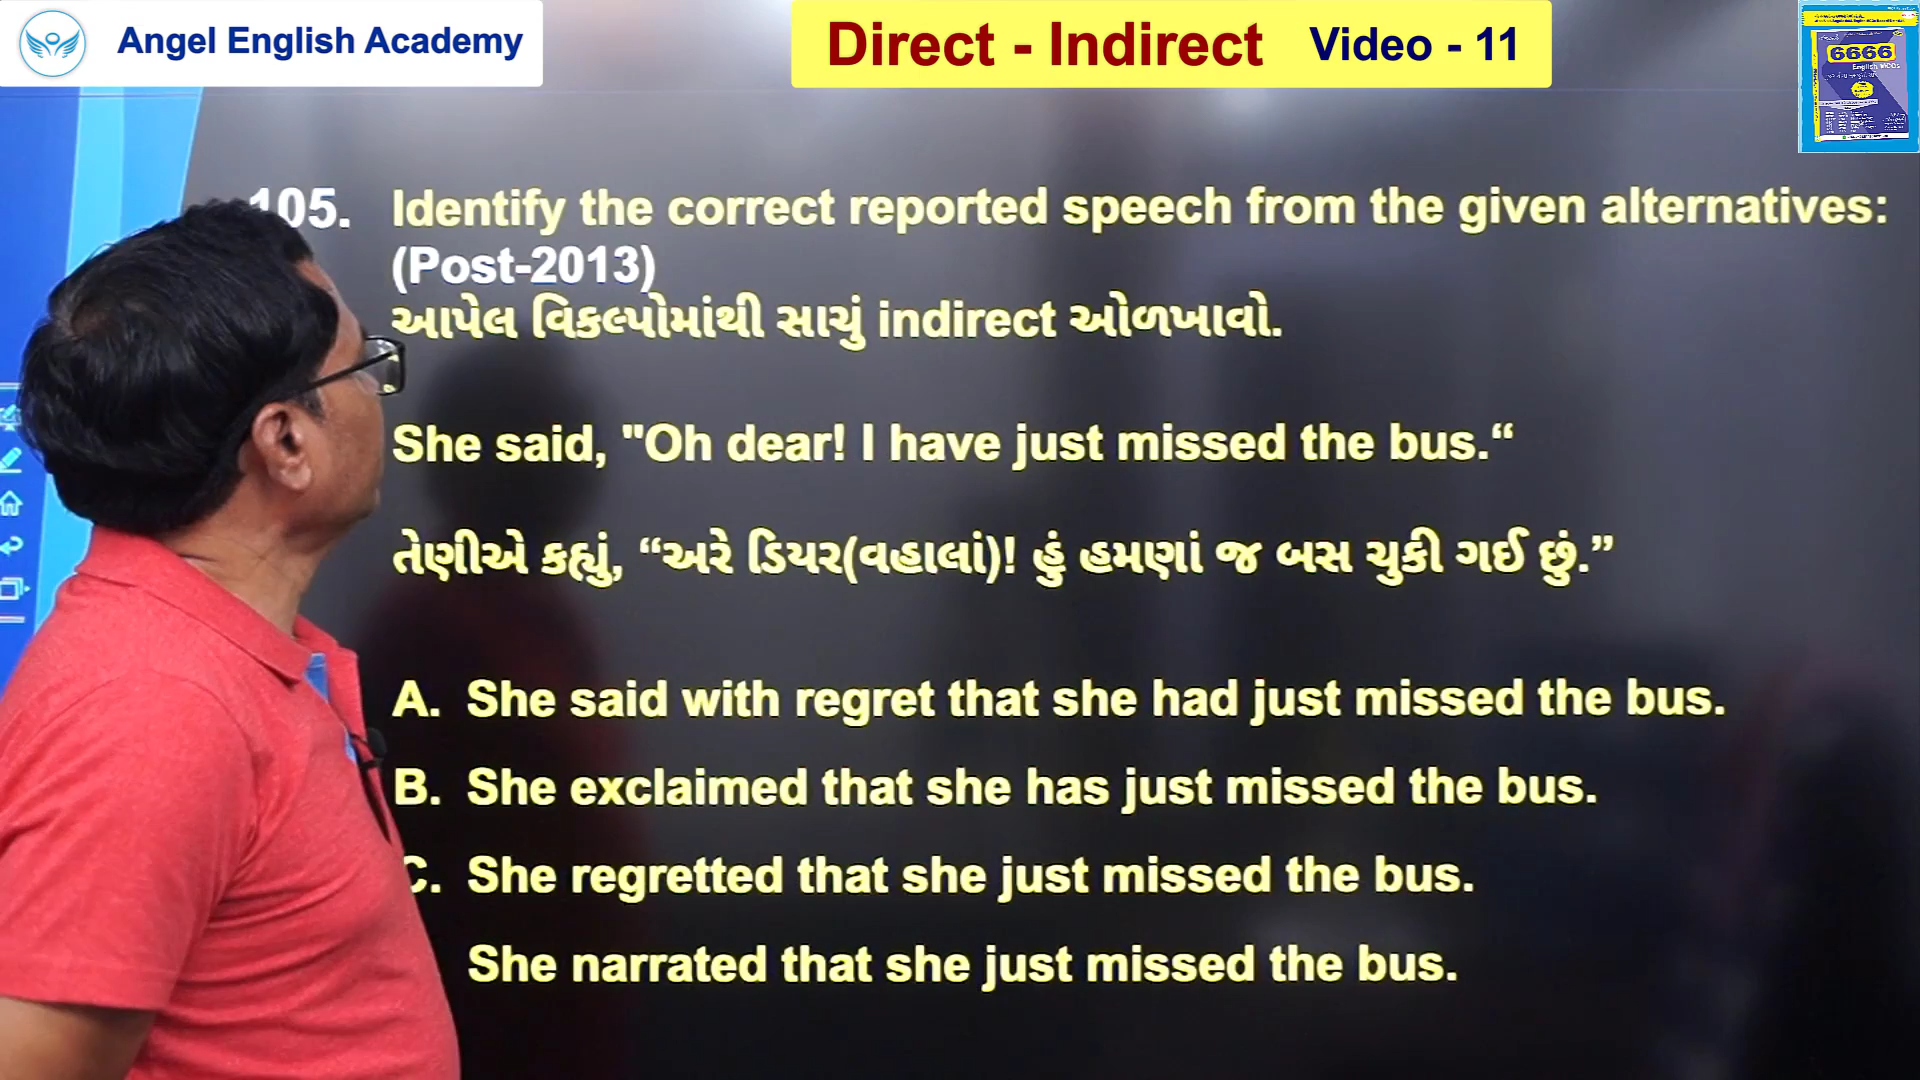 Angel English Academy
Direct - Indirect Video - 11
6666
English MCQs
105. Identify the correct reported speech from the given alternatives:
(Post-2013)
આપેલ વિકલ્પોમાંથી સાચું indirect ઓળખાવો.
She said, "Oh dear! I have just missed the bus.“
તેણીએ કહ્યું, “અરે ડિયર(વહાલાં)! હું હમણાં જ બસ ચુકી ગઈ છું.”
A. She said with regret that she had just missed the bus.
B. She exclaimed that she has just missed the bus.
C. She regretted that she just missed the bus.
She narrated that she just missed the bus.